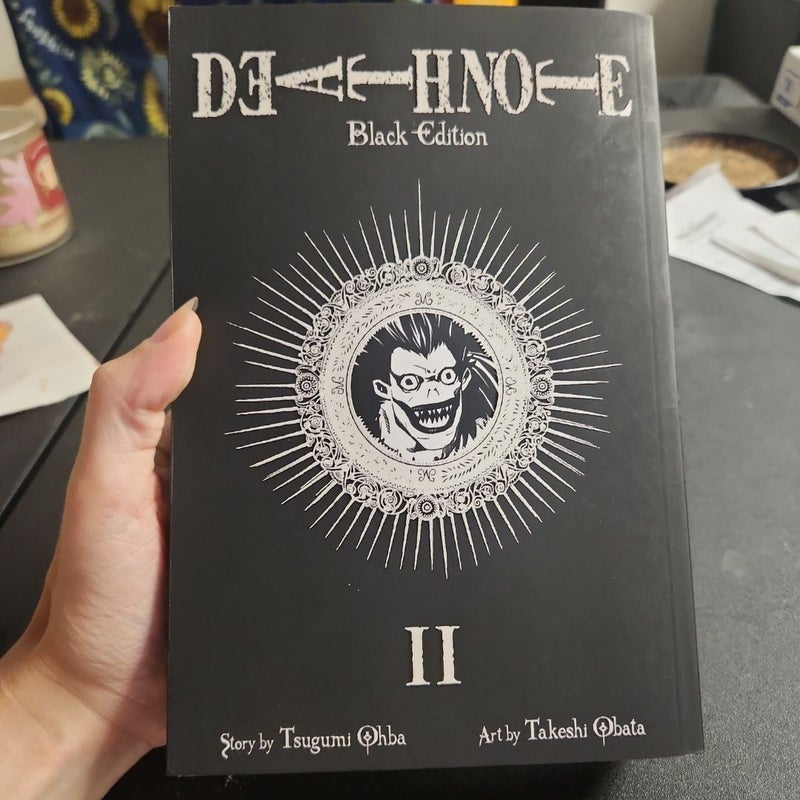 DEATH NOTE
Black Edition
II
Story by Tsugumi Ohba
Art by Takeshi Obata